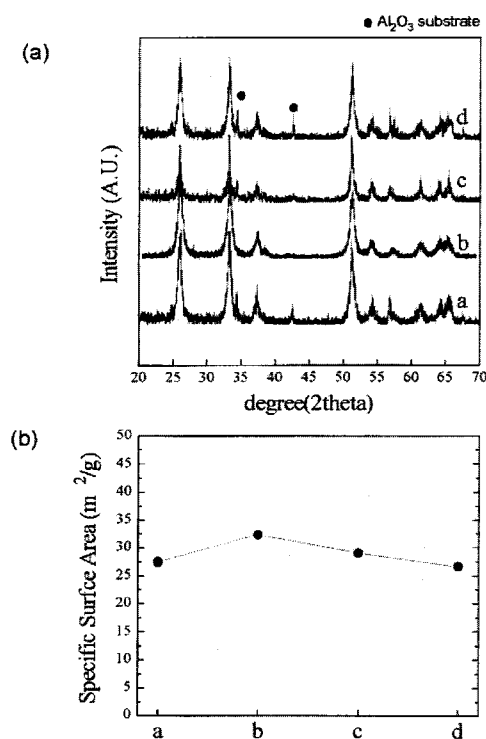 ● Al₂O₃ substrate
(a)
Intensity (A.U.)
d
c
b
a
20 25 30 35 40 45 50 55 60 65 70
degree(2theta)
(b)
Specific Surfce Area (m²/g)
50
45
40
35
30
25
20
15
10
5
0
a b c d